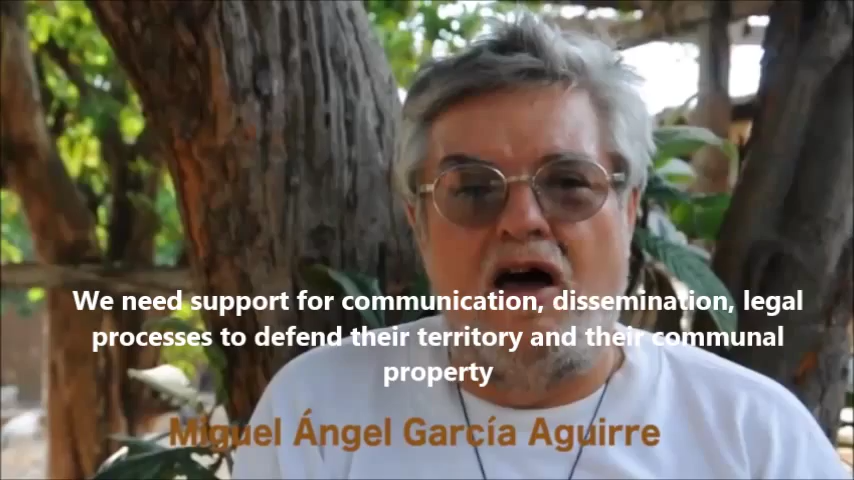 We need support for communication, dissemination, legal
processes to defend their territory and their communal
property
Miguel Ángel García Aguirre